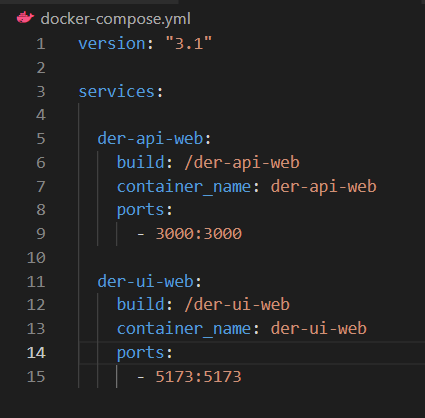 docker-compose.yml
1 version: "3.1"
2
3 services:
4
5 der-api-web:
6 build: /der-api-web
7 container_name: der-api-web
8 ports:
9 - 3000:3000
10
11 der-ui-web:
12 build: /der-ui-web
13 container_name: der-ui-web
14 ports:
15 - 5173:5173